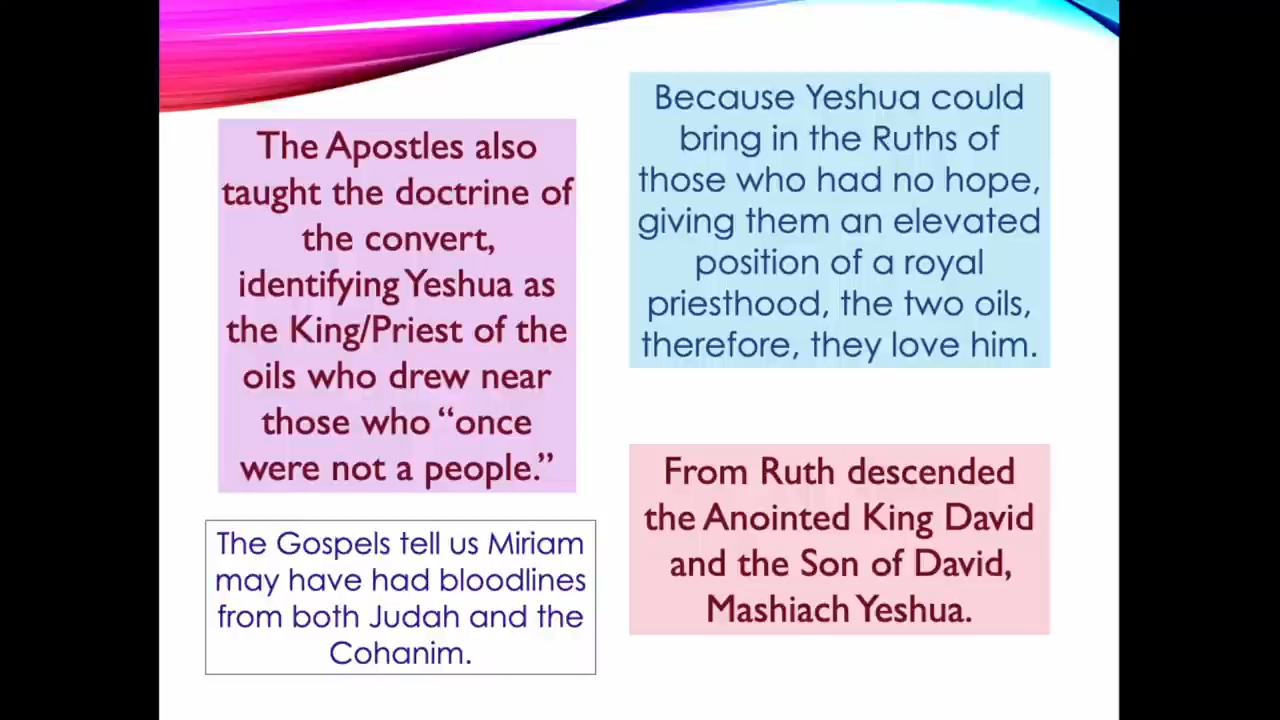 The Apostles also
taught the doctrine of
the convert,
identifying Yeshua as
the King/Priest of the
oils who drew near
those who “once
were not a people.”
The Gospels tell us Miriam
may have had bloodlines
from both Judah and the
Cohanim.
Because Yeshua could
bring in the Ruths of
those who had no hope,
giving them an elevated
position of a royal
priesthood, the two oils,
therefore, they love him.
From Ruth descended
the Anointed King David
and the Son of David,
Mashiach Yeshua.